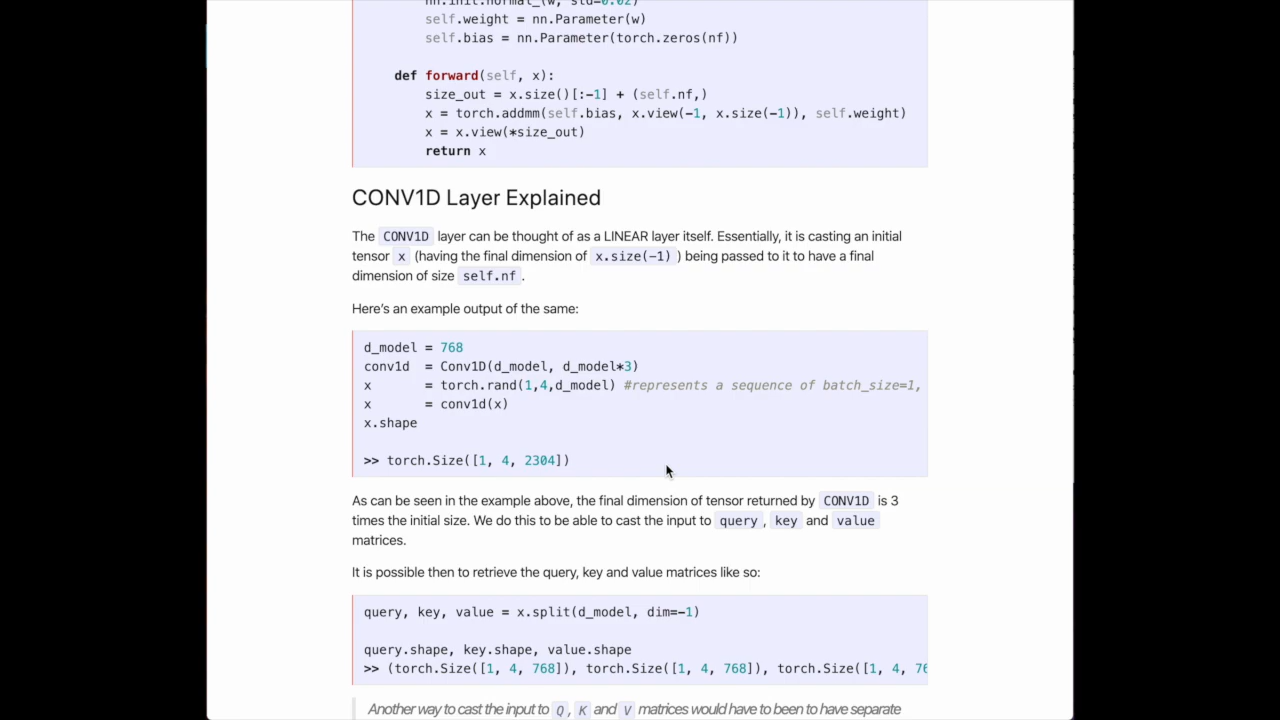 nn.init.normal_(w, std=0.02)
self.weight = nn.Parameter(w)
self.bias = nn.Parameter(torch.zeros(nf))
def forward(self, x):
size_out = x.size()[:-1] + (self.nf,)
x = torch.addmm(self.bias, x.view(-1, x.size(-1)), self.weight)
x = x.view(*size_out)
return x
CONV1D Layer Explained
The CONV1D layer can be thought of as a LINEAR layer itself. Essentially, it is casting an initial
tensor x (having the final dimension of x.size(-1) ) being passed to it to have a final
dimension of size self.nf .
Here's an example output of the same:
d_model = 768
conv1d = Conv1D(d_model, d_model*3)
x = torch.rand(1,4,d_model) #represents a sequence of batch_size=1,
x = conv1d(x)
x.shape
>> torch.Size([1, 4, 2304])
As can be seen in the example above, the final dimension of tensor returned by CONV1D is 3
times the initial size. We do this to be able to cast the input to query , key and value
matrices.
It is possible then to retrieve the query, key and value matrices like so:
query, key, value = x.split(d_model, dim=-1)
query.shape, key.shape, value.shape
>> (torch.Size([1, 4, 768]), torch.Size([1, 4, 768]), torch.Size([1, 4, 76
Another way to cast the input to Q , K and V matrices would have to been to have separate